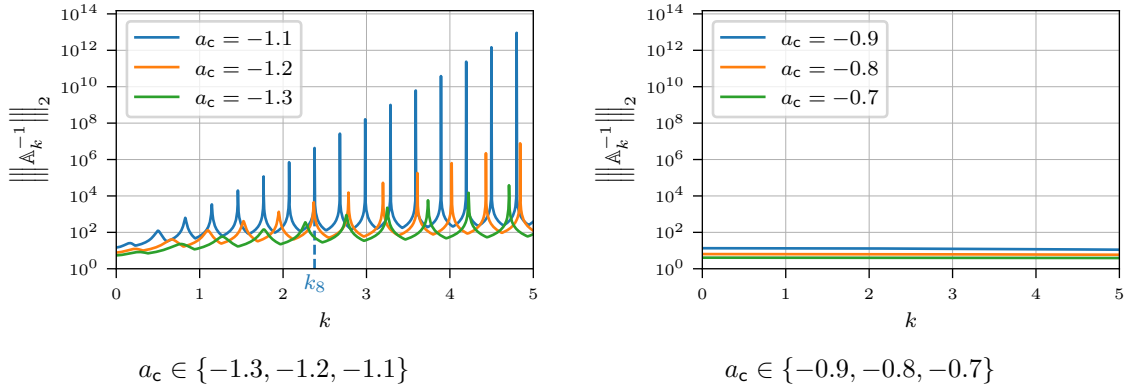 10^14
10^12
10^10
10^8
10^6
10^4
10^2
10^0
|||𝔸_k^{-1}|||_2
a_c = −1.1
a_c = −1.2
a_c = −1.3
k_8
0 1 2 3 4 5
k
a_c ∈ {−1.3, −1.2, −1.1}
10^14
10^12
10^10
10^8
10^6
10^4
10^2
10^0
|||𝔸_k^{-1}|||_2
a_c = −0.9
a_c = −0.8
a_c = −0.7
0 1 2 3 4 5
k
a_c ∈ {−0.9, −0.8, −0.7}